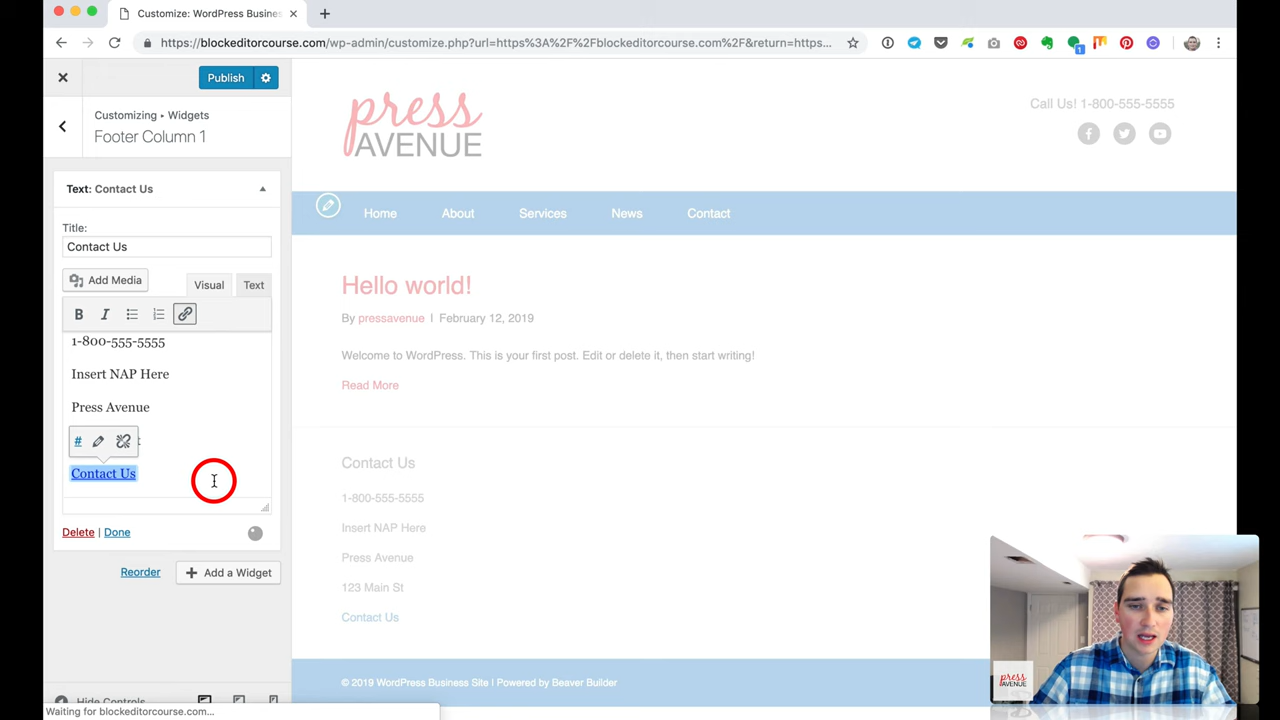 Customize: WordPress Busines
https://blockeditorcourse.com/wp-admin/customize.php?url=https%3A%2F%2Fblockeditorcourse.com%2F&return=https...
1
Publish
Customizing ▸ Widgets
Footer Column 1
Text: Contact Us
Title:
Contact Us
Add Media
Visual Text
B I
1-800-555-5555
Insert NAP Here
Press Avenue
#
Contact Us
Delete | Done
Reorder
Add a Widget
Hide Controls
Waiting for blockeditorcourse.com...
press
AVENUE
Call Us! 1-800-555-5555
Home About Services News Contact
Hello world!
By pressavenue | February 12, 2019
Welcome to WordPress. This is your first post. Edit or delete it, then start writing!
Read More
Contact Us
1-800-555-5555
Insert NAP Here
Press Avenue
123 Main St
Contact Us
© 2019 WordPress Business Site | Powered by Beaver Builder
press
AVENUE